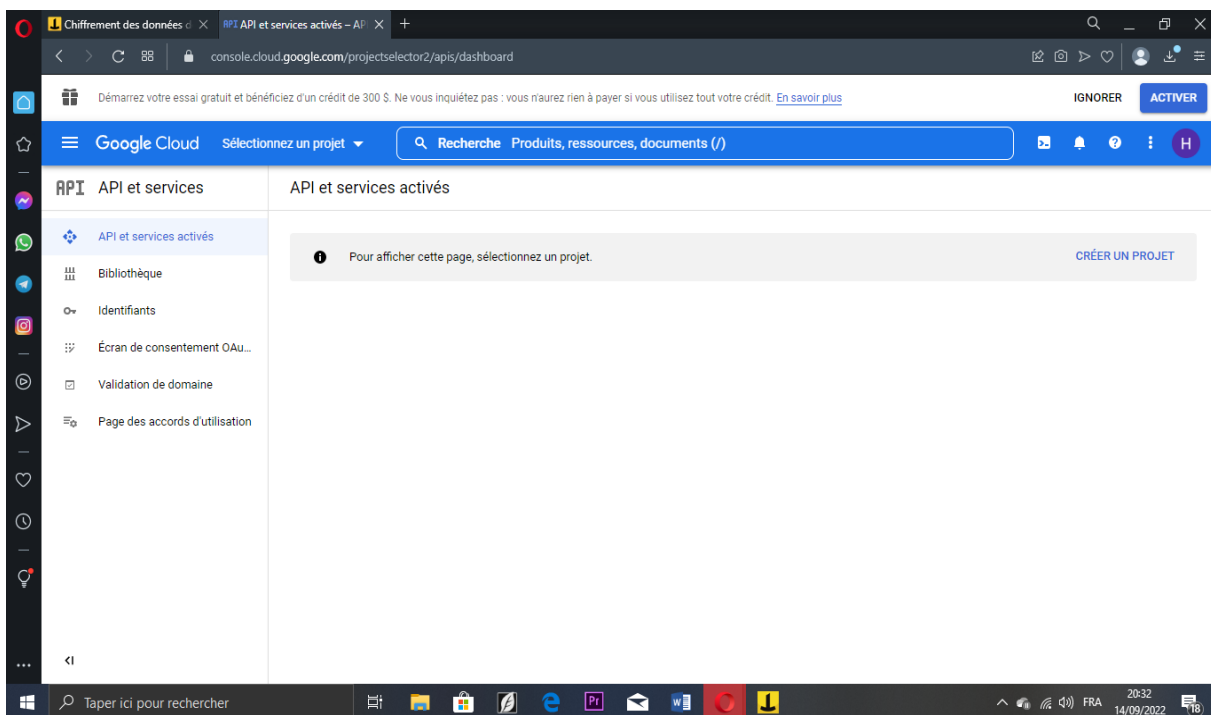 Chiffrement des données d
API API et services activés – AP
console.cloud.google.com/projectselector2/apis/dashboard
Démarrez votre essai gratuit et bénéficiez d'un crédit de 300 $. Ne vous inquiétez pas : vous n'aurez rien à payer si vous utilisez tout votre crédit. En savoir plus
IGNORER
ACTIVER
Google Cloud
Sélectionnez un projet
Recherche Produits, ressources, documents (/)
H
API API et services
API et services activés
API et services activés
Pour afficher cette page, sélectionnez un projet.
CRÉER UN PROJET
Bibliothèque
Identifiants
Écran de consentement OAu...
Validation de domaine
Page des accords d'utilisation
Taper ici pour rechercher
Pr
FRA
20:32
14/09/2022
18